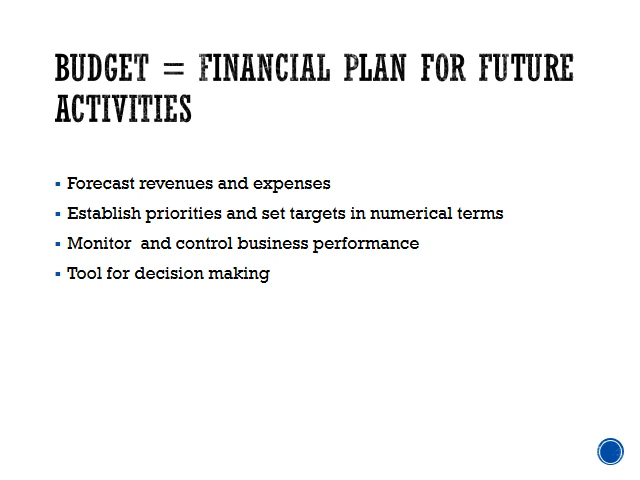 BUDGET = FINANCIAL PLAN FOR FUTURE
ACTIVITIES
▪ Forecast revenues and expenses
▪ Establish priorities and set targets in numerical terms
▪ Monitor  and control business performance
▪ Tool for decision making